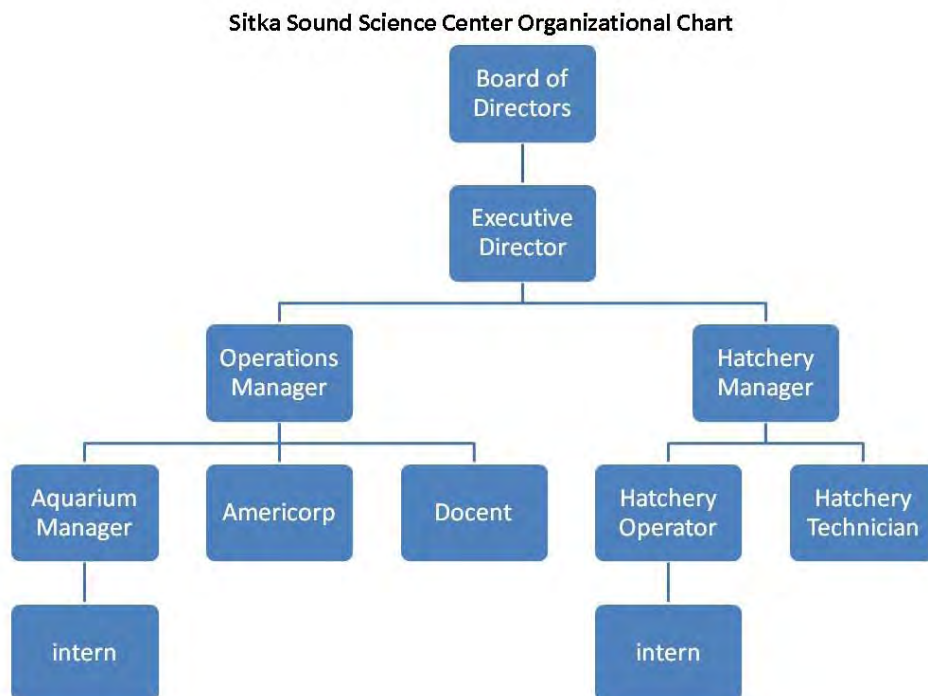 Sitka Sound Science Center Organizational Chart
Board of
Directors
Executive
Director
Operations
Manager
Hatchery
Manager
Aquarium
Manager
Americorp
Docent
Hatchery
Operator
Hatchery
Technician
intern
intern